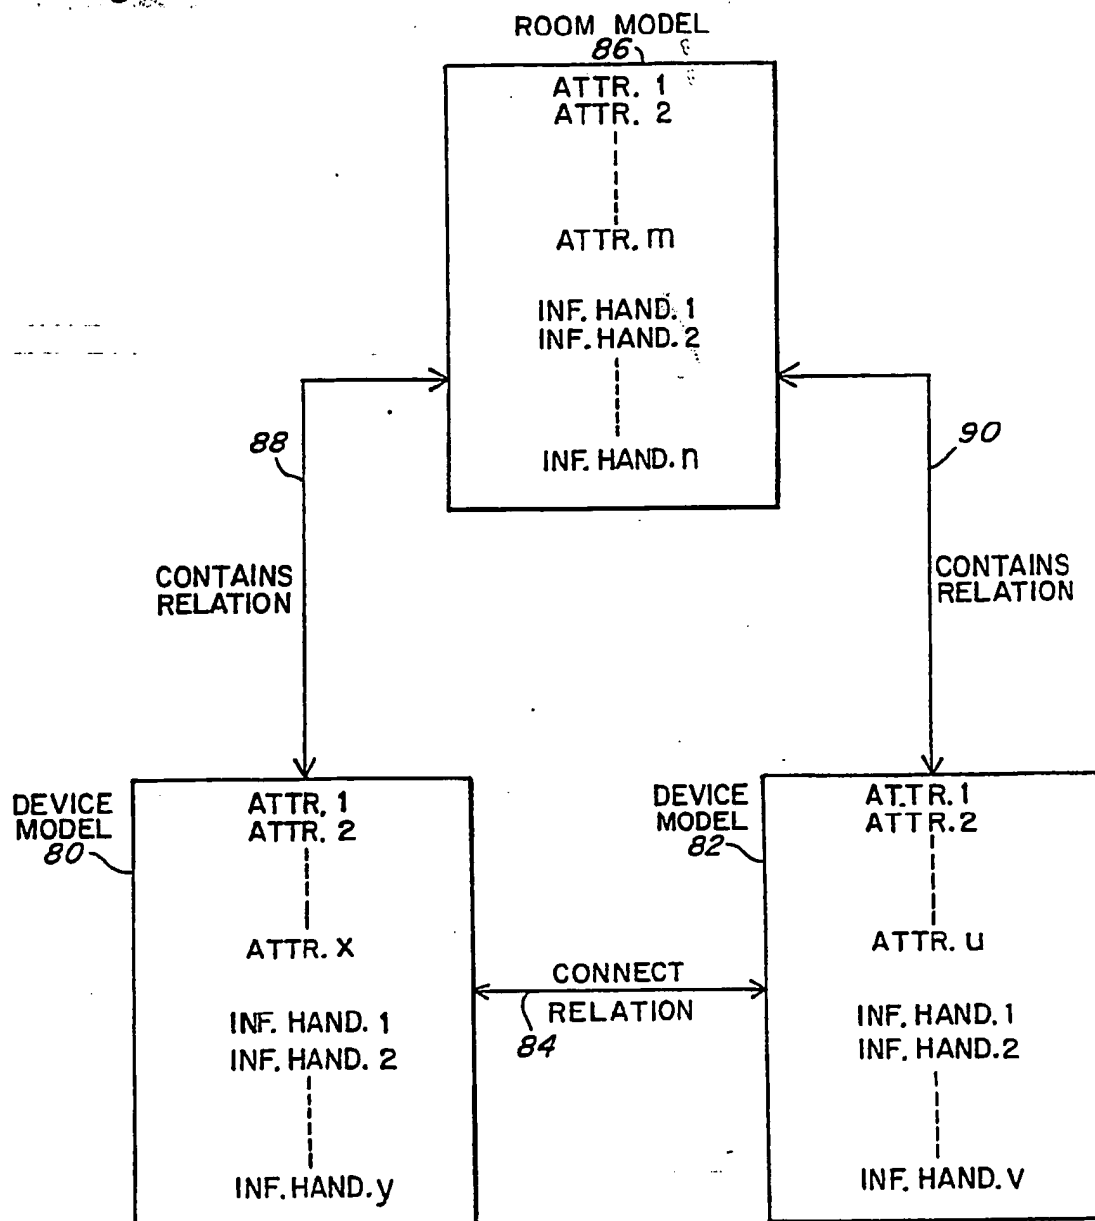 ROOM MODEL
86
ATTR. 1
ATTR. 2
ATTR. m
INF. HAND. 1
INF. HAND. 2
INF. HAND. n
88
90
CONTAINS
RELATION
CONTAINS
RELATION
DEVICE
MODEL
80
ATTR. 1
ATTR. 2
ATTR. x
INF. HAND. 1
INF. HAND. 2
INF. HAND. y
CONNECT
RELATION
84
DEVICE
MODEL
82
ATTR. 1
ATTR. 2
ATTR. u
INF. HAND. 1
INF. HAND. 2
INF. HAND. v